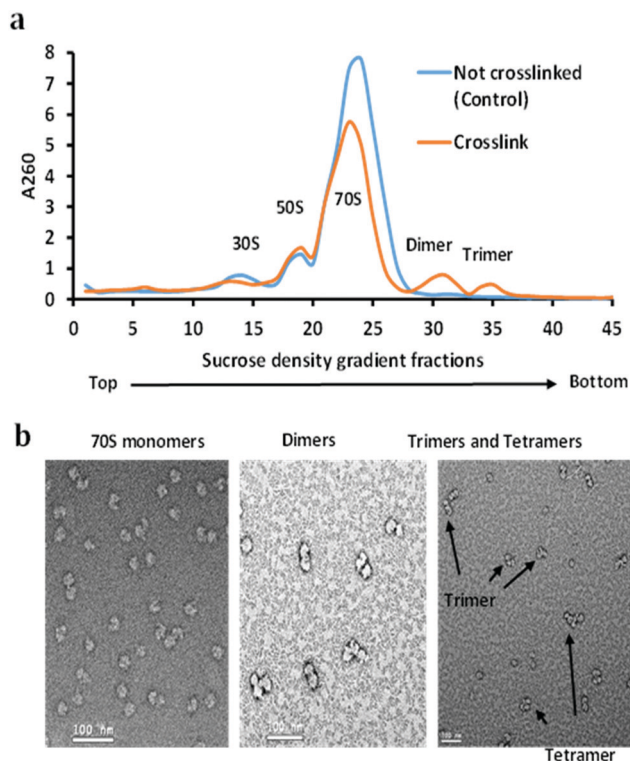 a
8
7
6
5
4
3
2
1
0
A260
Not crosslinked
(Control)
Crosslink
30S
50S
70S
Dimer
Trimer
0 5 10 15 20 25 30 35 40 45
Sucrose density gradient fractions
Top
Bottom
b
70S monomers
Dimers
Trimers and Tetramers
100 nm
100 nm
Trimer
100 nm
Tetramer